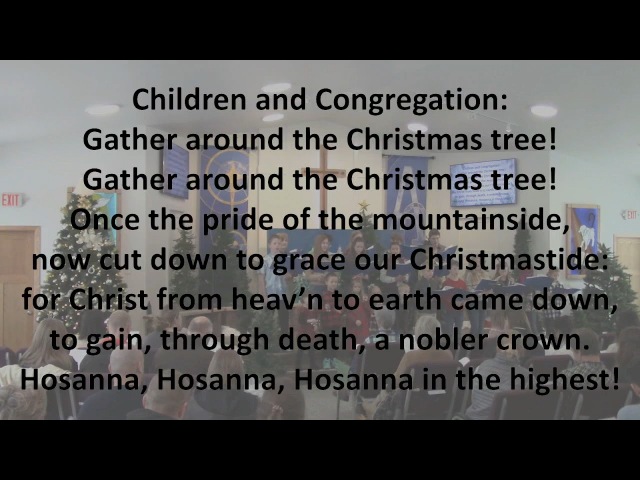 Children and Congregation:
Gather around the Christmas tree!
Gather around the Christmas tree!
Once the pride of the mountainside,
now cut down to grace our Christmastide:
for Christ from heav’n to earth came down,
to gain, through death, a nobler crown.
Hosanna, Hosanna, Hosanna in the highest!
EXIT
EXIT